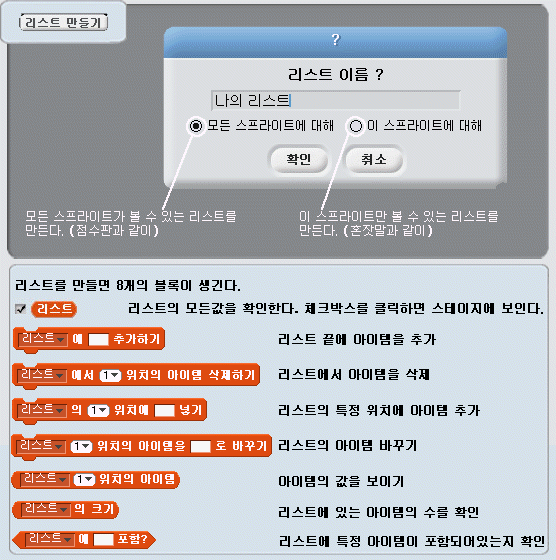 리스트 만들기
?
리스트 이름 ?
나의 리스트
모든 스프라이트에 대해 이 스프라이트에 대해
확인 취소
모든 스프라이트가 볼 수 있는 리스트를
만든다. (점수판과 같이)
이 스프라이트만 볼 수 있는 리스트를
만든다. (혼잣말과 같이)
리스트를 만들면 8개의 블록이 생긴다.
리스트 리스트의 모든값을 확인한다. 체크박스를 클릭하면 스테이지에 보인다.
리스트 에 추가하기 리스트 끝에 아이템을 추가
리스트 에서 1 위치의 아이템 삭제하기 리스트에서 아이템을 삭제
리스트 의 1 위치에 넣기 리스트의 특정 위치에 아이템 추가
리스트 1 위치의 아이템을 로 바꾸기 리스트의 아이템 바꾸기
리스트 1 위치의 아이템 아이템의 값을 보이기
리스트 의 크기 리스트에 있는 아이템의 수를 확인
리스트 에 포함? 리스트에 특정 아이템이 포함되어있는지 확인